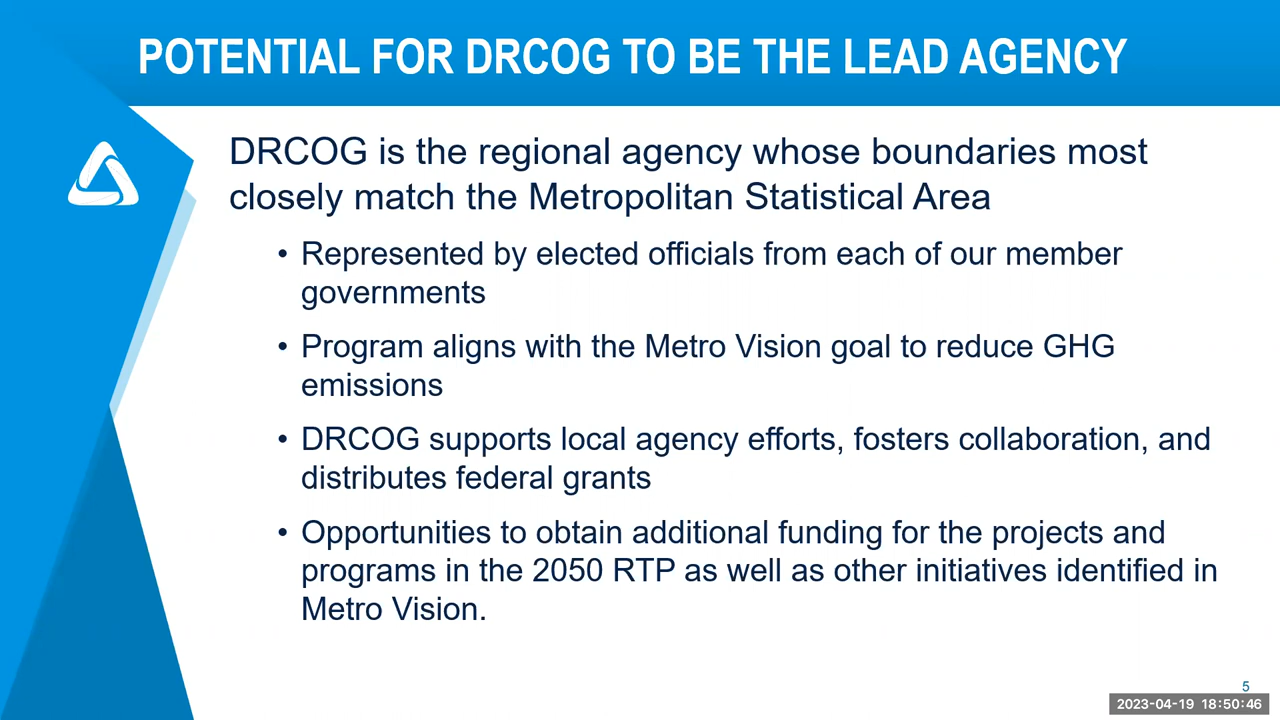 POTENTIAL FOR DRCOG TO BE THE LEAD AGENCY
DRCOG is the regional agency whose boundaries most
closely match the Metropolitan Statistical Area
• Represented by elected officials from each of our member
governments
• Program aligns with the Metro Vision goal to reduce GHG
emissions
• DRCOG supports local agency efforts, fosters collaboration, and
distributes federal grants
• Opportunities to obtain additional funding for the projects and
programs in the 2050 RTP as well as other initiatives identified in
Metro Vision.
5
2023-04-19 18:50:46